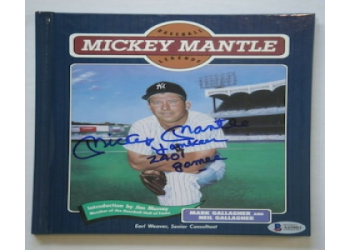 BASEBALL
MICKEY MANTLE
LEGENDS
Mickey Mantle
Yankees
2401
games
Introduction by Jim Murray
Member of the Baseball Hall of Fame
MARK GALLAGHER AND
NEIL GALLAGHER
Earl Weaver, Senior Consultant